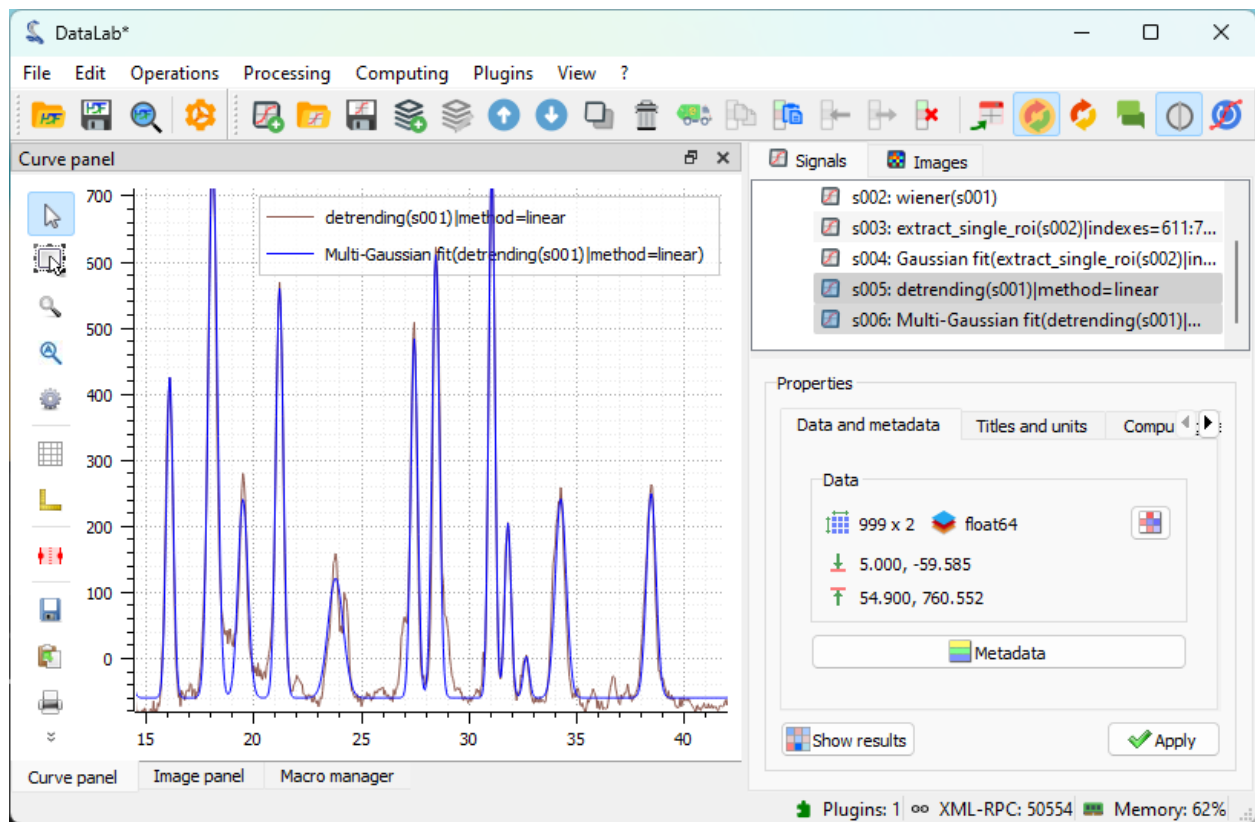 DataLab*
File Edit Operations Processing Computing Plugins View ?
Curve panel
Signals Images
700
600
500
400
300
200
100
0
15 20 25 30 35 40
detrending(s001)|method=linear
Multi-Gaussian fit(detrending(s001)|method=linear)
Curve panel Image panel Macro manager
s002: wiener(s001)
s003: extract_single_roi(s002)|indexes=611:7...
s004: Gaussian fit(extract_single_roi(s002)|in...
s005: detrending(s001)|method=linear
s006: Multi-Gaussian fit(detrending(s001)|...
Properties
Data and metadata Titles and units Compu
Data
999 x 2 float64
5.000, -59.585
54.900, 760.552
Metadata
Show results Apply
Plugins: 1 XML-RPC: 50554 Memory: 62%